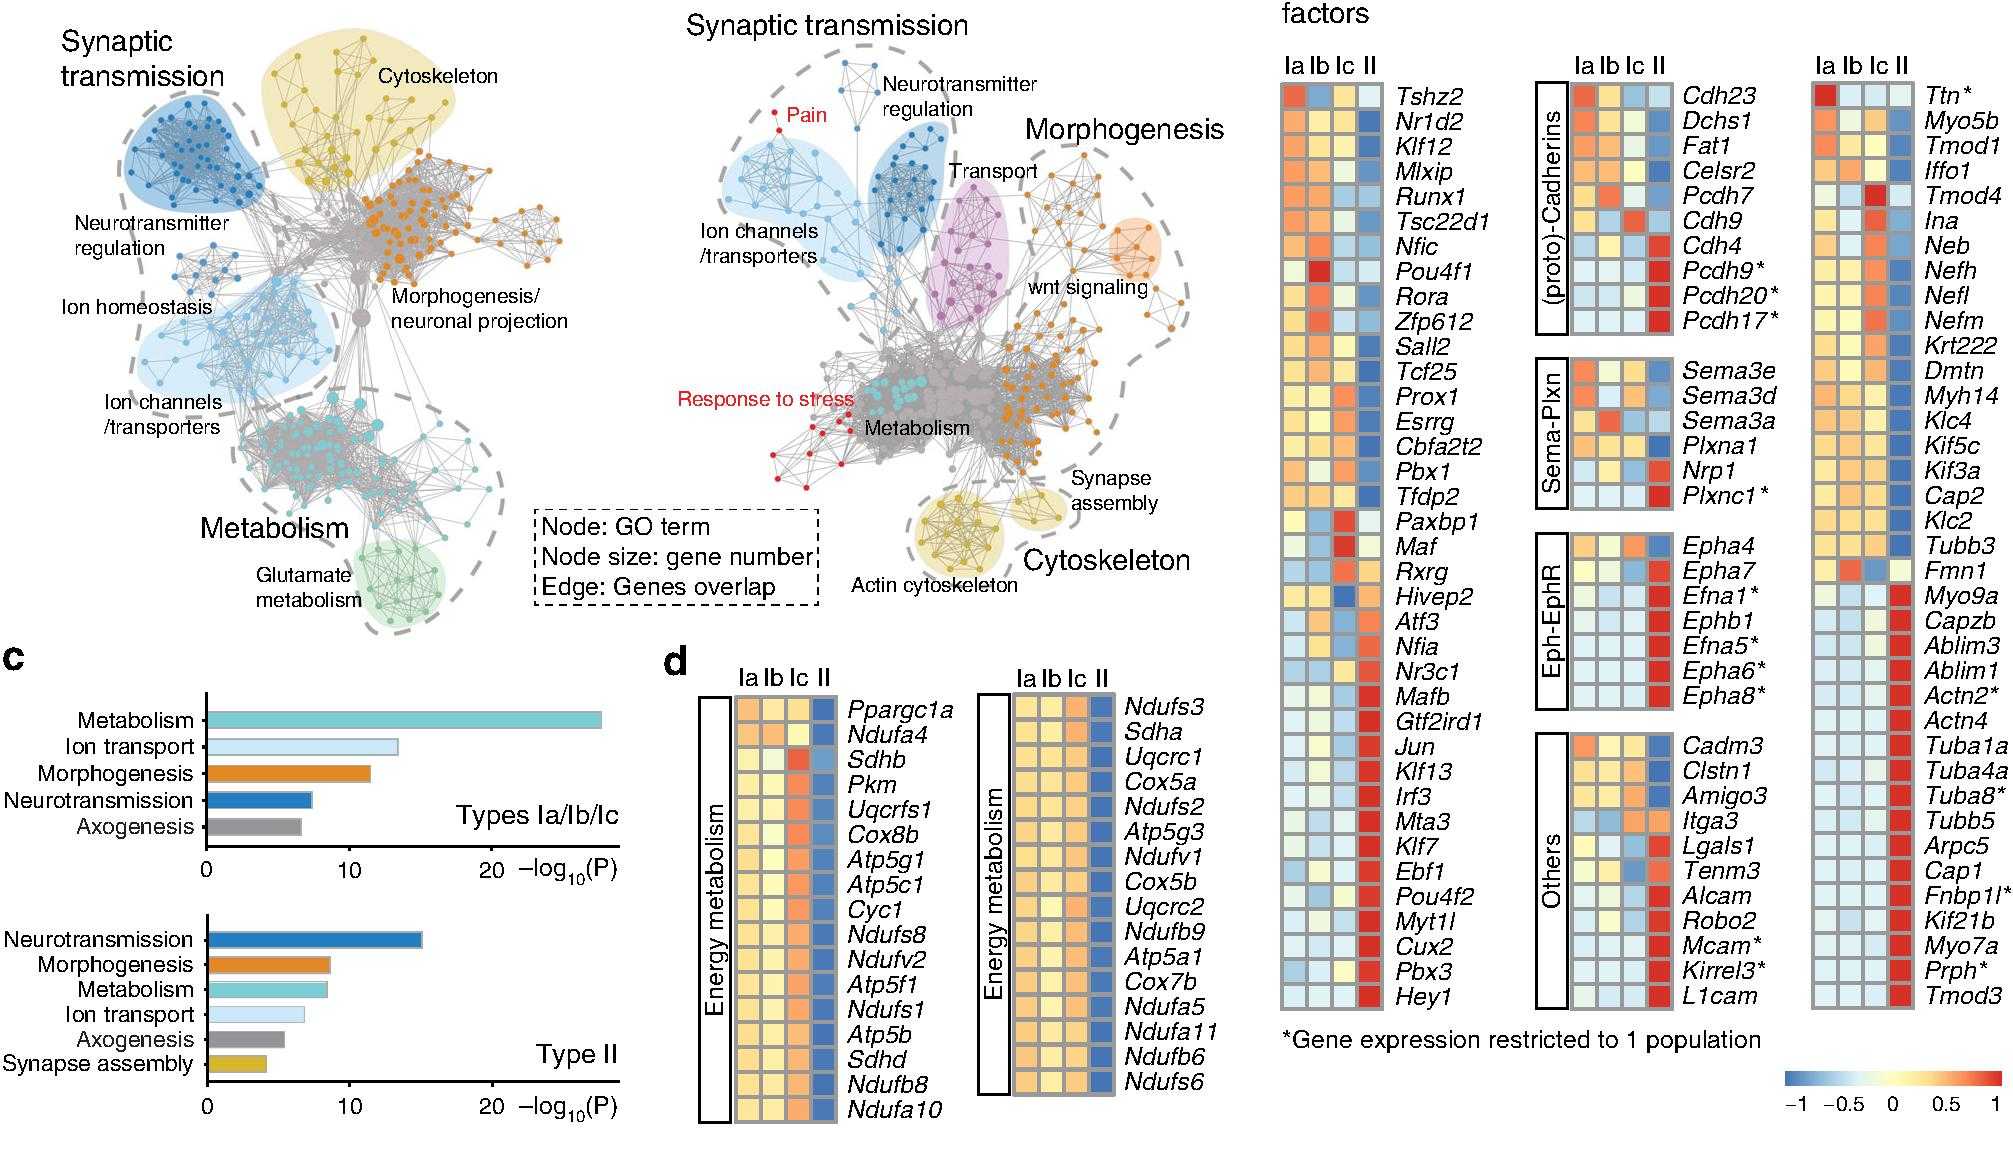 Synaptic
transmission
Cytoskeleton
Neurotransmitter
regulation
Ion homeostasis
Morphogenesis/
neuronal projection
Ion channels
/transporters
Metabolism
Glutamate
metabolism
Node: GO term
Node size: gene number
Edge: Genes overlap
Synaptic transmission
Neurotransmitter
regulation
Pain
Morphogenesis
Transport
Ion channels
/transporters
wnt signaling
Response to stress
Metabolism
Synapse
assembly
Cytoskeleton
Actin cytoskeleton
c
Metabolism
Ion transport
Morphogenesis
Neurotransmission
Axogenesis
Types Ia/Ib/Ic
0 10 20 −log10(P)
Neurotransmission
Morphogenesis
Metabolism
Ion transport
Axogenesis
Synapse assembly
Type II
0 10 20 −log10(P)
d
Ia Ib Ic II
Energy metabolism
Ppargc1a
Ndufa4
Sdhb
Pkm
Uqcrfs1
Cox8b
Atp5g1
Atp5c1
Cyc1
Ndufs8
Ndufv2
Atp5f1
Ndufs1
Atp5b
Sdhd
Ndufb8
Ndufa10
Ia Ib Ic II
Energy metabolism
Ndufs3
Sdha
Uqcrc1
Cox5a
Ndufs2
Atp5g3
Ndufv1
Cox5b
Uqcrc2
Ndufb9
Atp5a1
Cox7b
Ndufa5
Ndufa11
Ndufb6
Ndufs6
factors
Ia Ib Ic II
Tshz2
Nr1d2
Klf12
Mlxip
Runx1
Tsc22d1
Nfic
Pou4f1
Rora
Zfp612
Sall2
Tcf25
Prox1
Esrrg
Cbfa2t2
Pbx1
Tfdp2
Paxbp1
Maf
Rxrg
Hivep2
Atf3
Nfia
Nr3c1
Mafb
Gtf2ird1
Jun
Klf13
Irf3
Mta3
Klf7
Ebf1
Pou4f2
Myt1l
Cux2
Pbx3
Hey1
Ia Ib Ic II
(proto)-Cadherins
Cdh23
Dchs1
Fat1
Celsr2
Pcdh7
Cdh9
Cdh4
Pcdh9*
Pcdh20*
Pcdh17*
Sema-Plxn
Sema3e
Sema3d
Sema3a
Plxna1
Nrp1
Plxnc1*
Eph-EphR
Epha4
Epha7
Efna1*
Ephb1
Efna5*
Epha6*
Epha8*
Others
Cadm3
Clstn1
Amigo3
Itga3
Lgals1
Tenm3
Alcam
Robo2
Mcam*
Kirrel3*
L1cam
Ia Ib Ic II
Ttn*
Myo5b
Tmod1
Iffo1
Tmod4
Ina
Neb
Nefh
Nefl
Nefm
Krt222
Dmtn
Myh14
Klc4
Kif5c
Kif3a
Cap2
Klc2
Tubb3
Fmn1
Myo9a
Capzb
Ablim3
Ablim1
Actn2*
Actn4
Tuba1a
Tuba4a
Tuba8*
Tubb5
Arpc5
Cap1
Fnbp1l*
Kif21b
Myo7a
Prph*
Tmod3
*Gene expression restricted to 1 population
−1 −0.5 0 0.5 1